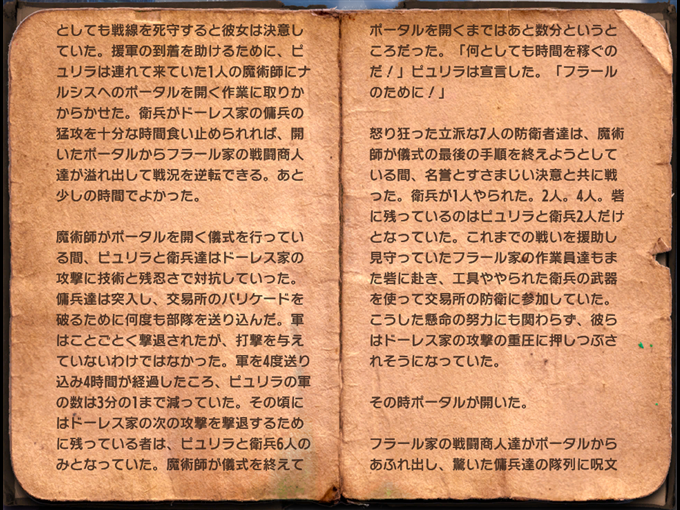 としても戦線を死守すると彼女は決意し
ていた。援軍の到着を助けるために、ピ
ュリラは連れて来ていた1人の魔術師にナ
ルシスへのポータルを開く作業に取りか
からかせた。衛兵がドーレス家の傭兵の
猛攻を十分な時間食い止められれば、開
いたポータルからフラール家の戦闘商人
達が溢れ出して戦況を逆転できる。あと
少しの時間でよかった。
魔術師がポータルを開く儀式を行ってい
る間、ピュリラと衛兵達はドーレス家の
攻撃に技術と残忍さで対抗していった。
傭兵達は突入し、交易所のバリケードを
破るために何度も部隊を送り込んだ。軍
はことごとく撃退されたが、打撃を与え
ていないわけではなかった。軍を4度送り
込み4時間が経過したころ、ピュリラの軍
の数は3分の1まで減っていた。その頃に
はドーレス家の次の攻撃を撃退するため
に残っている者は、ピュリラと衛兵6人の
みとなっていた。魔術師が儀式を終えて
ポータルを開くまではあと数分というと
ころだった。「何としても時間を稼ぐの
だ！」ピュリラは宣言した。「フラール
のために！」
怒り狂った立派な7人の防衛者達は、魔術
師が儀式の最後の手順を終えようとして
いる間、名誉とすさまじい決意と共に戦
った。衛兵が1人やられた。2人。4人。砦
に残っているのはピュリラと衛兵2人だけ
となっていた。これまでの戦いを援助し
見守っていたフラール家の作業員達もま
た砦に赴き、工具ややられた衛兵の武器
を使って交易所の防衛に参加していた。
こうした懸命の努力にも関わらず、彼ら
はドーレス家の攻撃の重圧に押しつぶさ
れそうになっていた。
その時ポータルが開いた。
フラール家の戦闘商人達がポータルから
あふれ出し、驚いた傭兵達の隊列に呪文